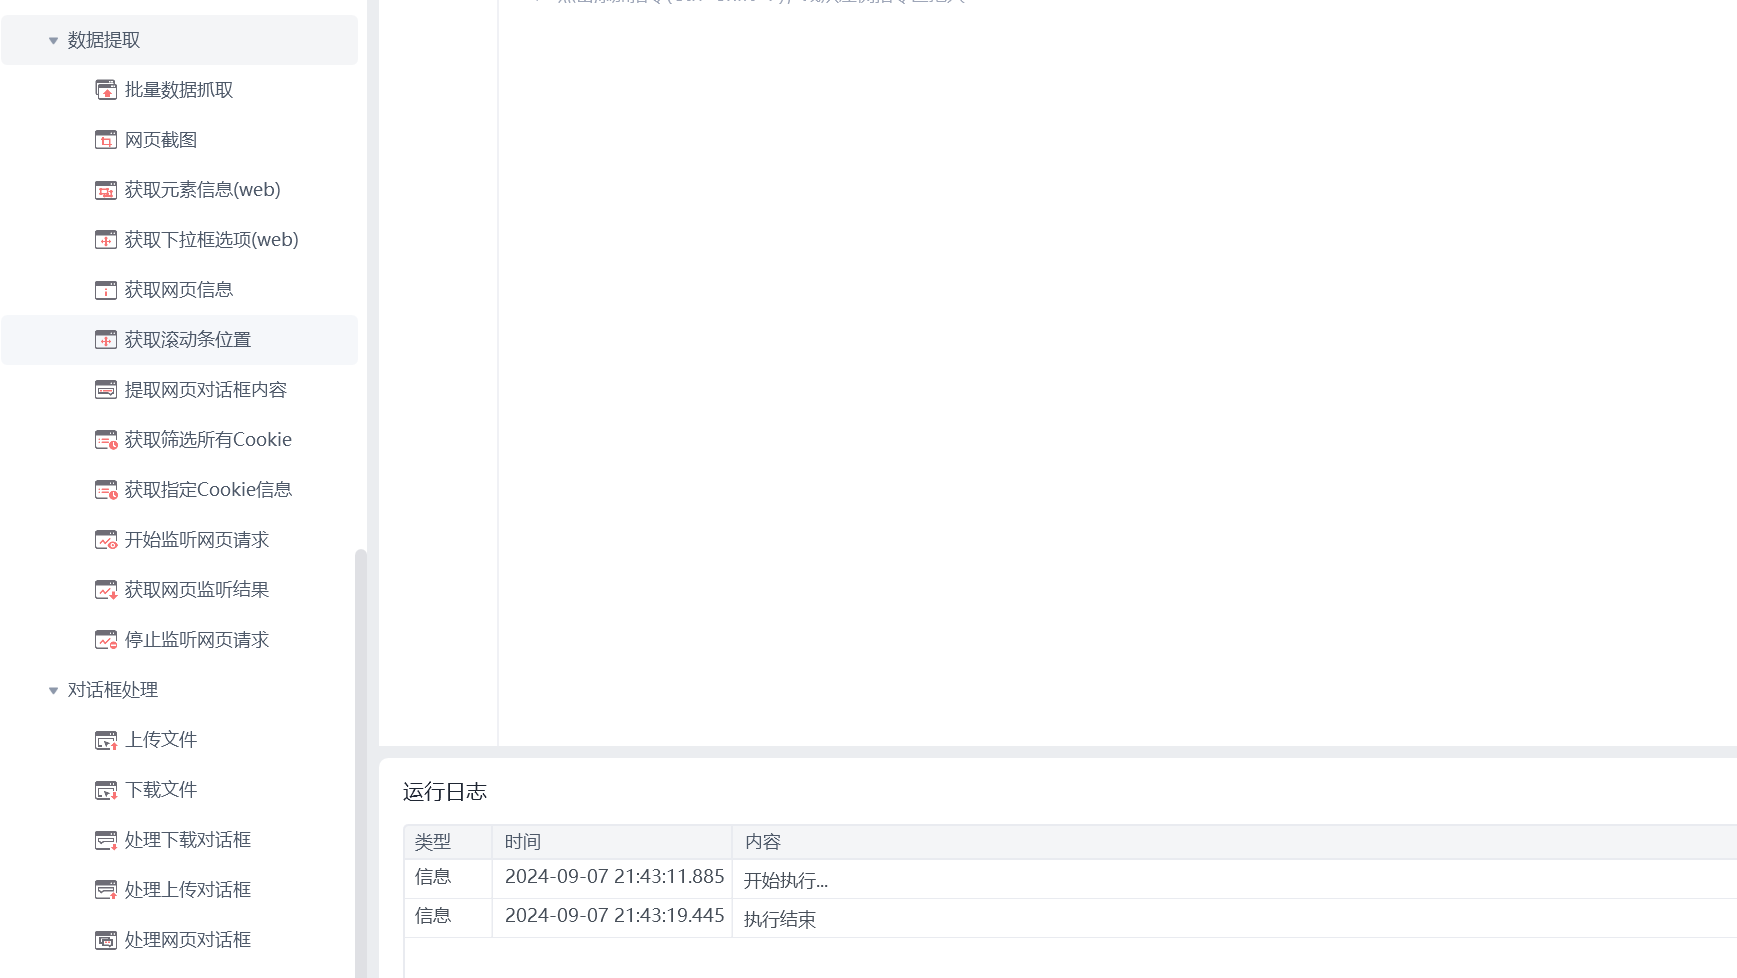 数据提取
批量数据抓取
网页截图
获取元素信息(web)
获取下拉框选项(web)
获取网页信息
获取滚动条位置
提取网页对话框内容
获取筛选所有Cookie
获取指定Cookie信息
开始监听网页请求
获取网页监听结果
停止监听网页请求
对话框处理
上传文件
下载文件
处理下载对话框
处理上传对话框
处理网页对话框
运行日志
类型 时间 内容
信息 2024-09-07 21:43:11.885 开始执行...
信息 2024-09-07 21:43:19.445 执行结束